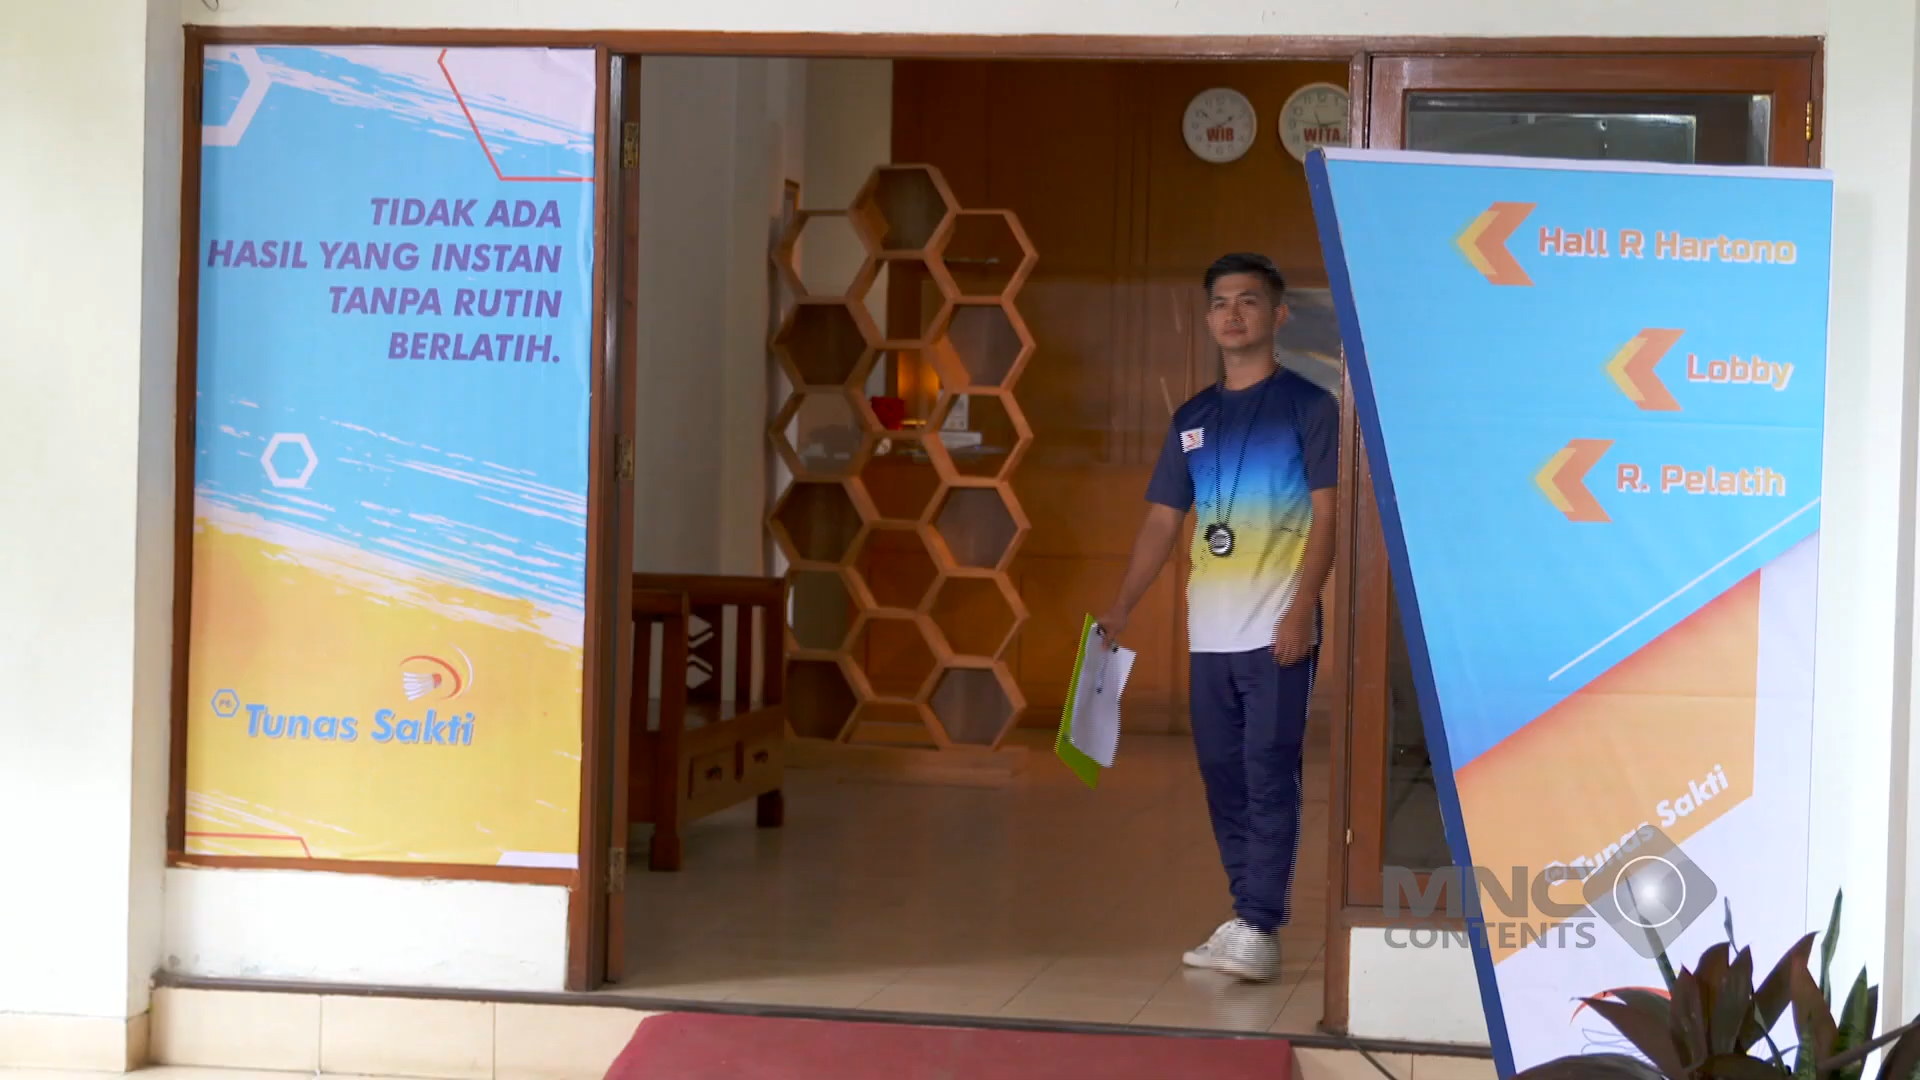 TIDAK ADA
HASIL YANG INSTAN
TANPA RUTIN
BERLATIH.
PB.
Tunas Sakti
WIB
WITA
Hall R Hartono
Lobby
R. Pelatih
Tunas Sakti
MNC
CONTENTS